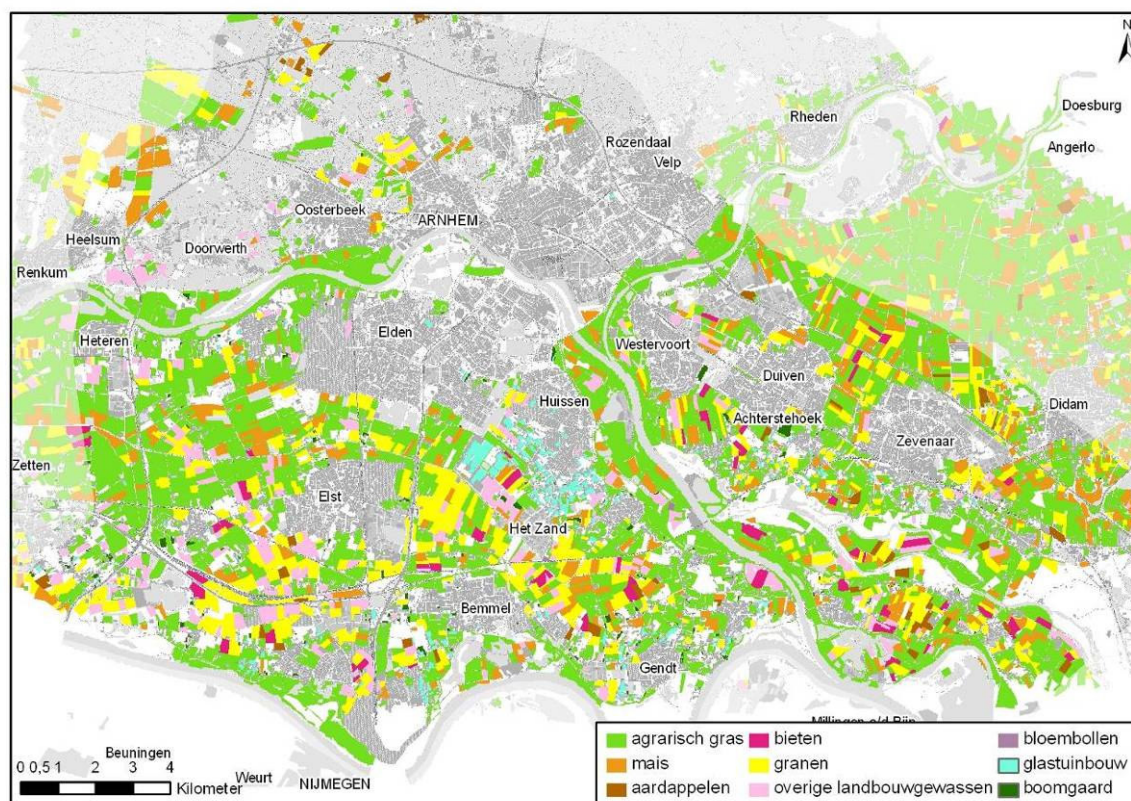 N
Doesburg
Rheden
Angerlo
Rozendaal
Velp
Oosterbeek
ARNHEM
Heelsum
Doorwerth
Renkum
Elden
Heteren
Westervoort
Duiven
Huissen
Didam
Achterstehoek
Zevenaar
Zetten
Elst
Het Zand
Bemmel
Gendt
Millingen a/d Rijn
Beuningen
0 0,5 1 2 3 4
Kilometer
Weurt
NIJMEGEN
agrarisch gras
mais
aardappelen
bieten
granen
overige landbouwgewassen
bloembollen
glastuinbouw
boomgaard